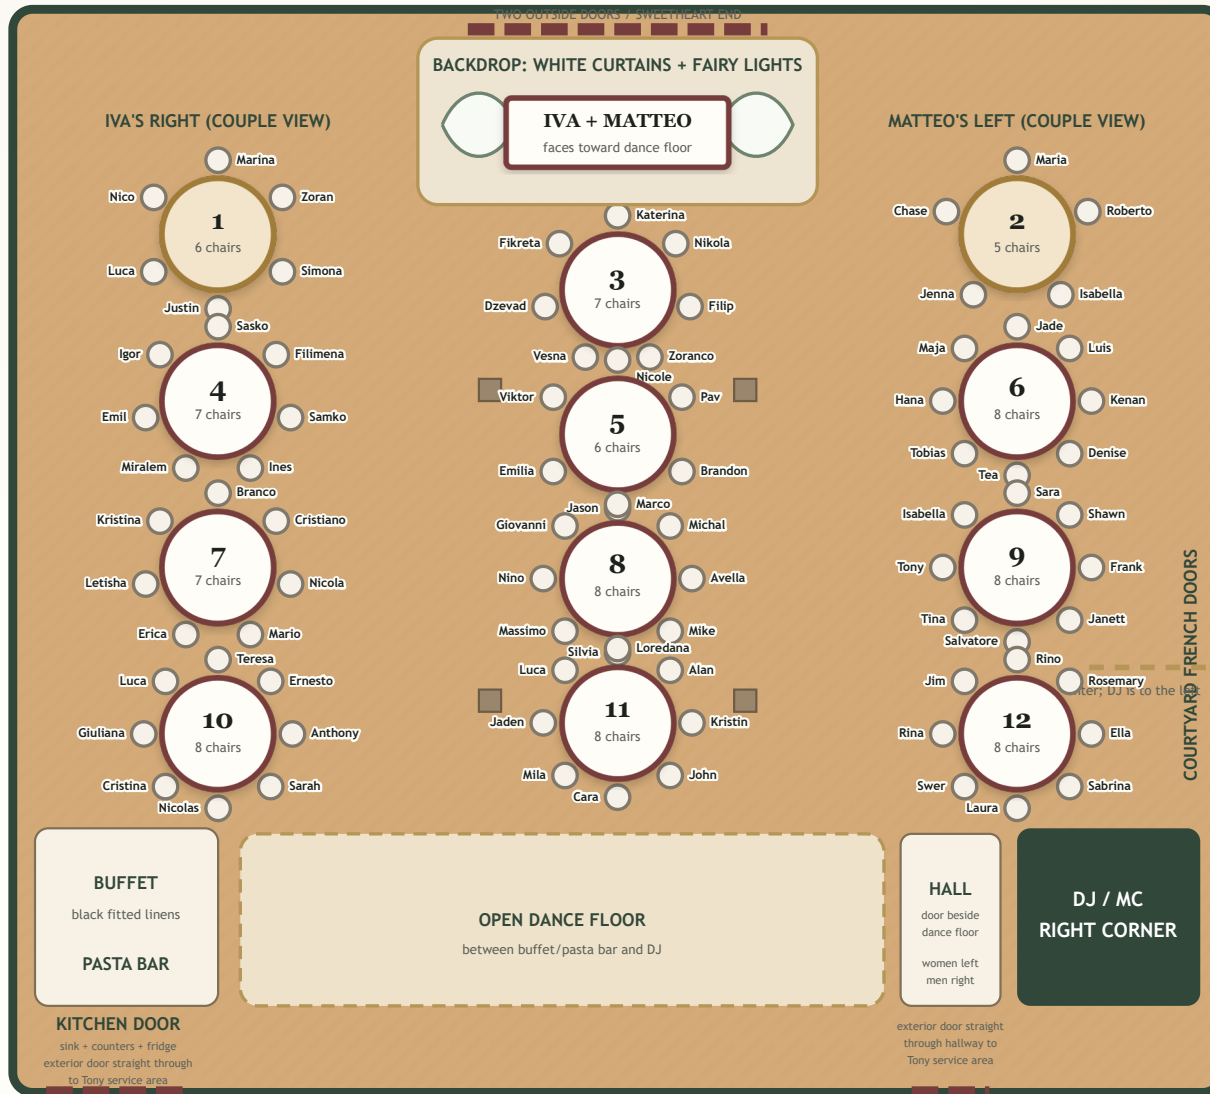 TWO OUTSIDE DOORS / SWEETHEART END
BACKDROP: WHITE CURTAINS + FAIRY LIGHTS
IVA + MATTEO
faces toward dance floor
IVA'S RIGHT (COUPLE VIEW)
MATTEO'S LEFT (COUPLE VIEW)
Marina
Nico
Zoran
1
6 chairs
Luca
Simona
Justin
Katerina
Fikreta
Nikola
3
7 chairs
Dzevad
Filip
Vesna
Zoranco
Maria
Chase
Roberto
2
5 chairs
Jenna
Isabella
Sasko
Igor
Filimena
4
7 chairs
Emil
Samko
Miralem
Ines
Nicole
Viktor
Pav
5
6 chairs
Emilia
Brandon
Jason
Jade
Maja
Luis
6
8 chairs
Hana
Kenan
Tobias
Denise
Tea
Branco
Kristina
Cristiano
7
7 chairs
Letisha
Nicola
Erica
Mario
Marco
Giovanni
Michal
8
8 chairs
Nino
Avella
Massimo
Mike
Silvia
Sara
Isabella
Shawn
9
8 chairs
Tony
Frank
Tina
Janett
Salvatore
Teresa
Luca
Ernesto
10
8 chairs
Giuliana
Anthony
Cristina
Sarah
Nicolas
Loredana
Luca
Alan
11
8 chairs
Jaden
Kristin
Mila
John
Cara
Rino
Jim
Rosemary
12
8 chairs
Rina
Ella
Swer
Sabrina
Laura
COURTYARD FRENCH DOORS
DJ is to the left
BUFFET
black fitted linens
PASTA BAR
OPEN DANCE FLOOR
between buffet/pasta bar and DJ
HALL
door beside
dance floor
women left
men right
DJ / MC
RIGHT CORNER
KITCHEN DOOR
sink + counters + fridge
exterior door straight through
to Tony service area
exterior door straight
through hallway to
Tony service area